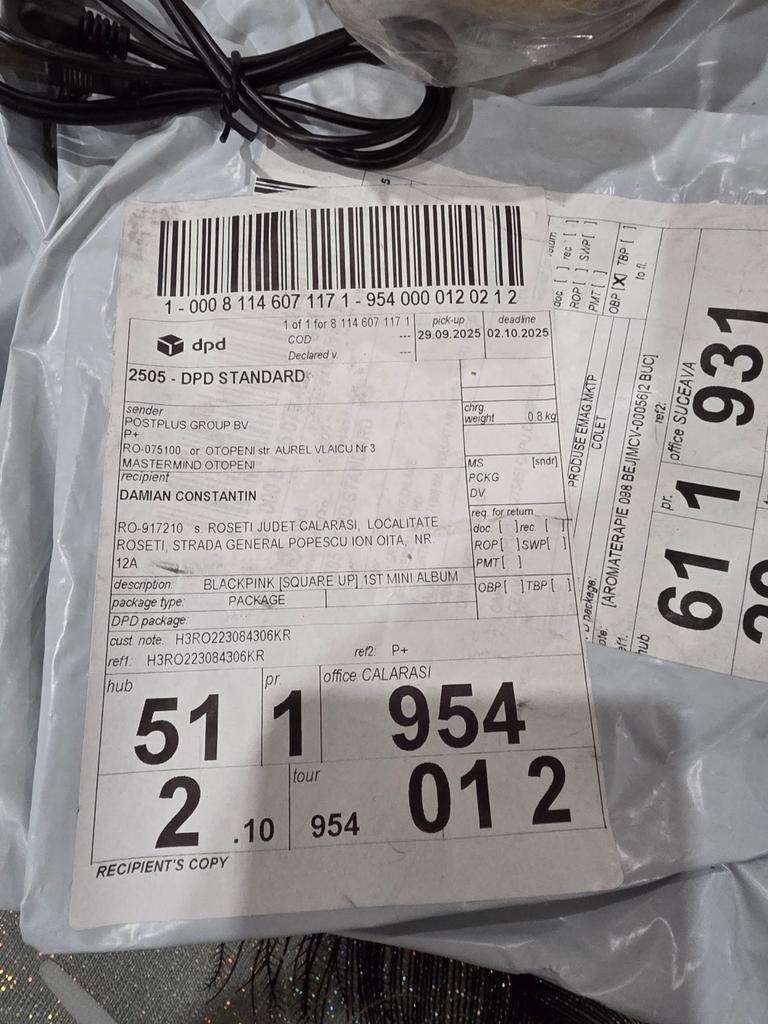 1 - 000 8 114 607 117 1 - 954 000 012 02 1 2
dpd
1 of 1 for 8 114 607 117 1
COD ---
Declared v. ---
pick-up
29.09.2025
deadline
02.10.2025
2505 - DPD STANDARD
sender
POSTPLUS GROUP BV
P+
RO-075100 or. OTOPENI str. AUREL VLAICU Nr 3
MASTERMIND OTOPENI
chrg.
weight 0.8 kg
recipient
DAMIAN CONSTANTIN
RO-917210 s. ROSETI JUDET CALARASI, LOCALITATE
ROSETI, STRADA GENERAL POPESCU ION OITA, NR
12A
MS [sndr]
PCKG
DV
req. for return
doc. [ ] rec. [ ]
ROP[ ] SWP[ ]
PMT[ ]
OBP[ ] TBP[ ]
description: BLACKPINK [SQUARE UP] 1ST MINI ALBUM
package type: PACKAGE
DPD package:
cust. note: H3RO223084306KR
ref1: H3RO223084306KR
ref2: P+
hub
51
pr.
1
office CALARASI
954
2 .10
tour
954 01 2
RECIPIENT'S COPY
5
doc. [ ] rec. [ ]
ROP[ ] SWP[ ]
PMT[ ]
OBP[X] TBP[ ]
PRODUSE EMAG MKTP
COLET
package:
[AROMATERAPIE 098 BEJ|MCV-00056|2 BUC]
ref2:
hub
61
pr.
1
office SUCEAVA
931